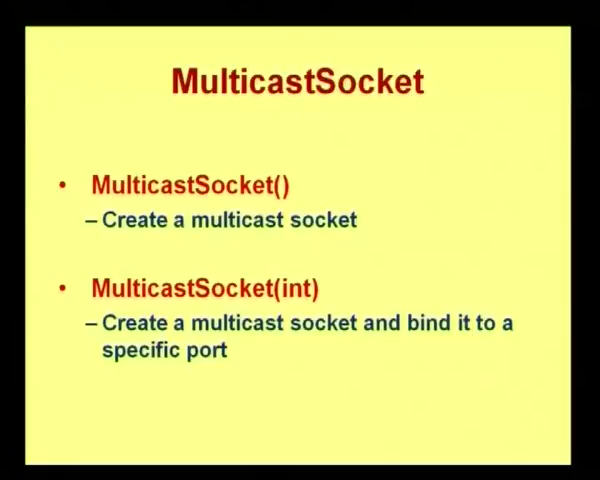 MulticastSocket
• MulticastSocket()
– Create a multicast socket
• MulticastSocket(int)
– Create a multicast socket and bind it to a
specific port